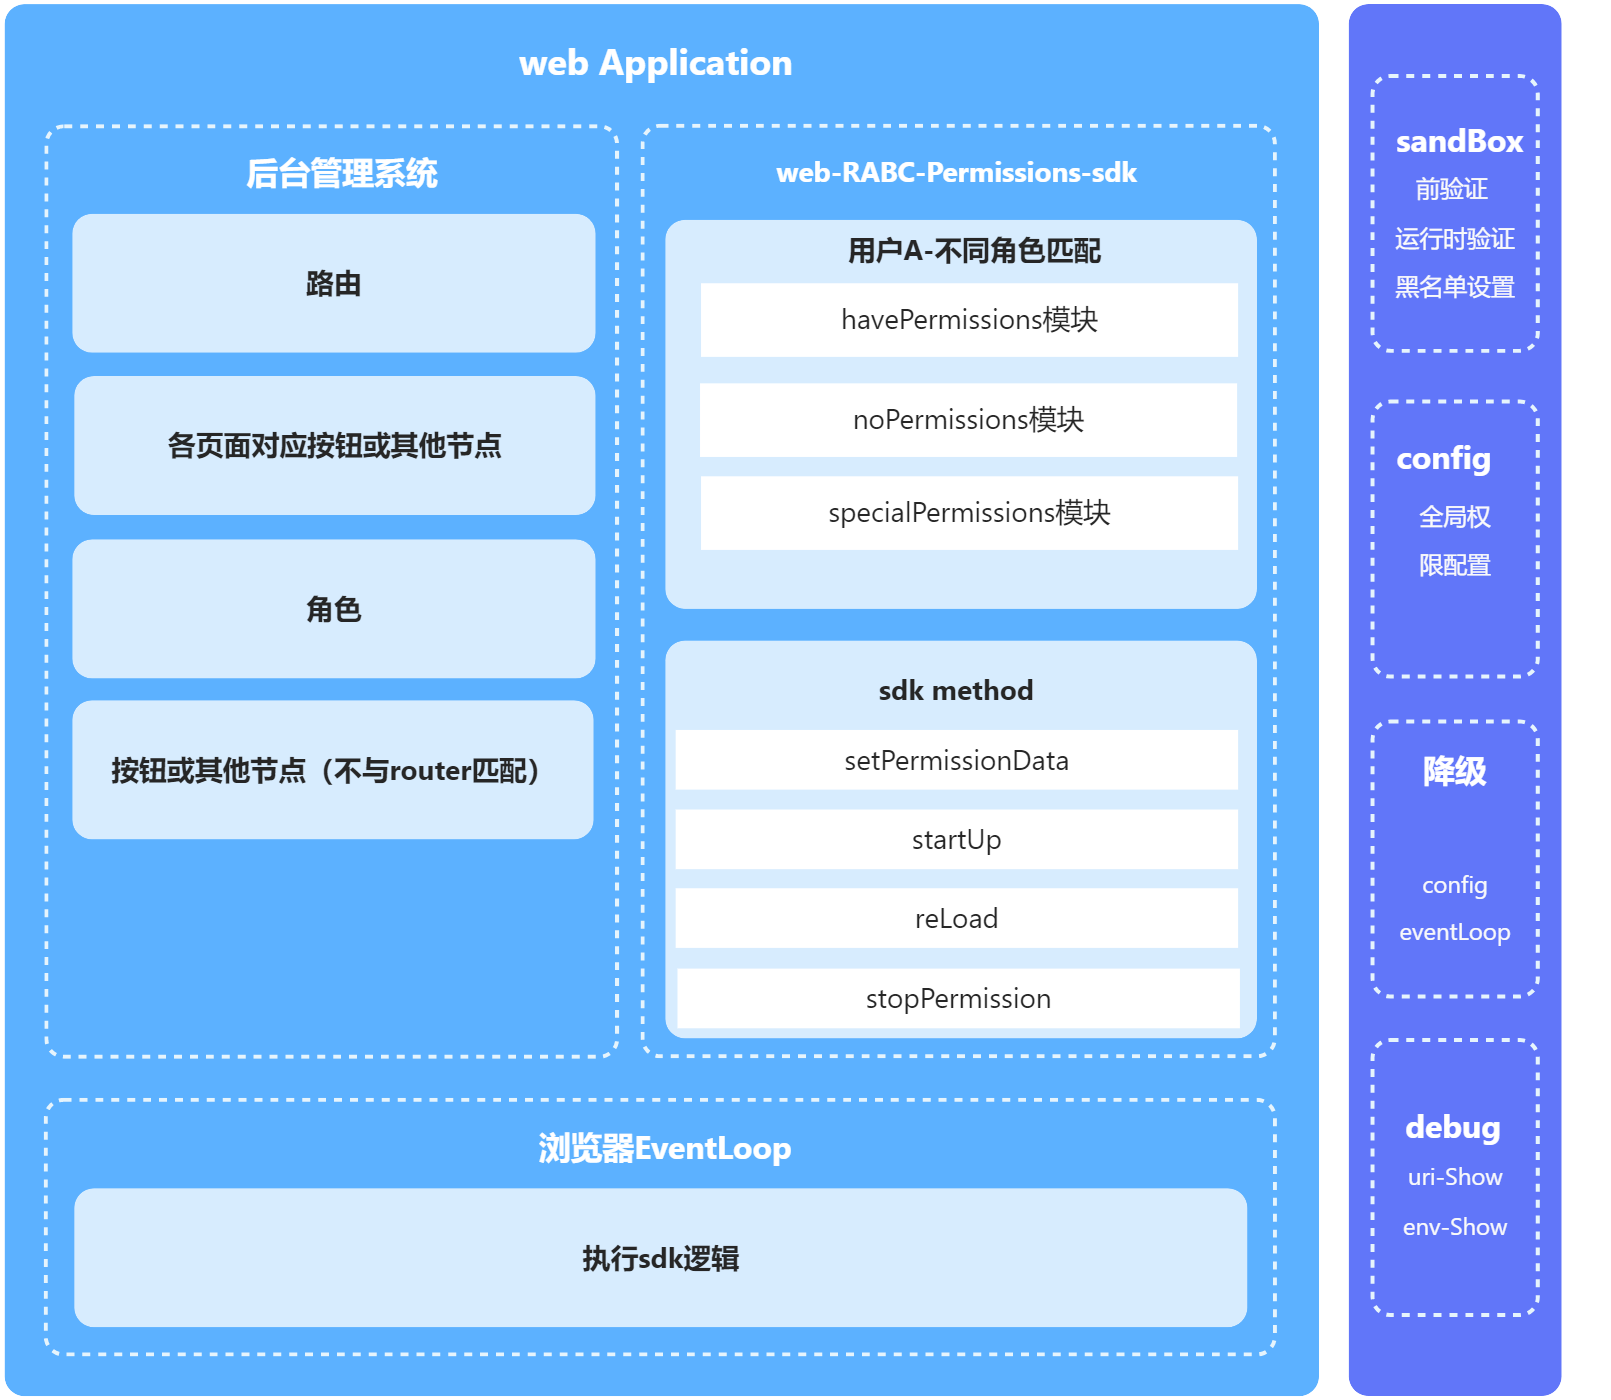 web Application
后台管理系统
路由
各页面对应按钮或其他节点
角色
按钮或其他节点（不与router匹配）
web-RABC-Permissions-sdk
用户A-不同角色匹配
havePermissions模块
noPermissions模块
specialPermissions模块
sdk method
setPermissionData
startUp
reLoad
stopPermission
浏览器EventLoop
执行sdk逻辑
sandBox
前验证
运行时验证
黑名单设置
config
全局权
限配置
降级
config
eventLoop
debug
uri-Show
env-Show